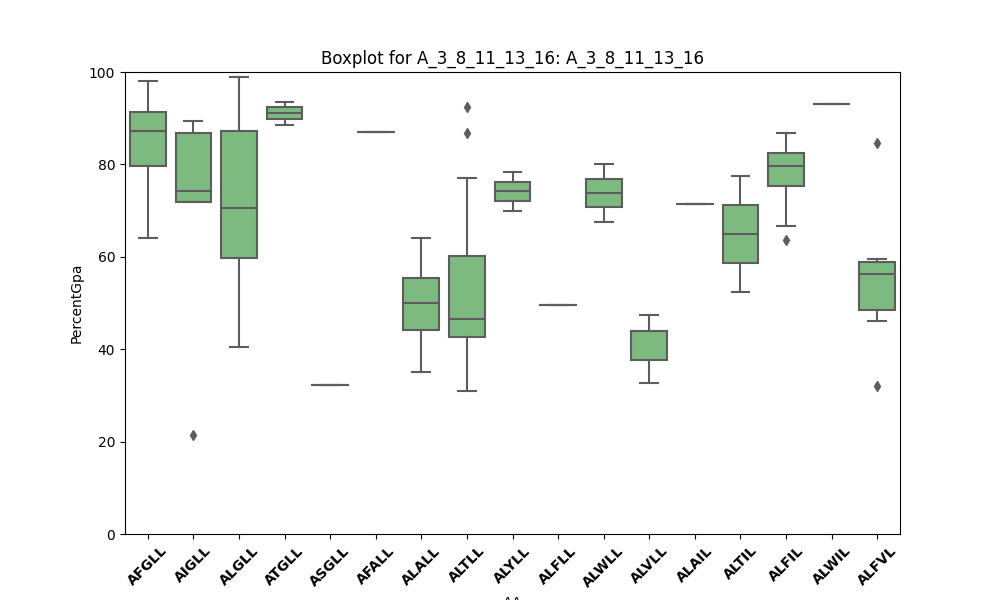 Boxplot for A_3_8_11_13_16: A_3_8_11_13_16
100
80
60
40
20
0
PercentGpa
AFGLL
AIGLL
ALGLL
ATGLL
ASGLL
AFALL
ALALL
ALTLL
ALYLL
ALFLL
ALWLL
ALVLL
ALAIL
ALTIL
ALFIL
ALWIL
ALFVL